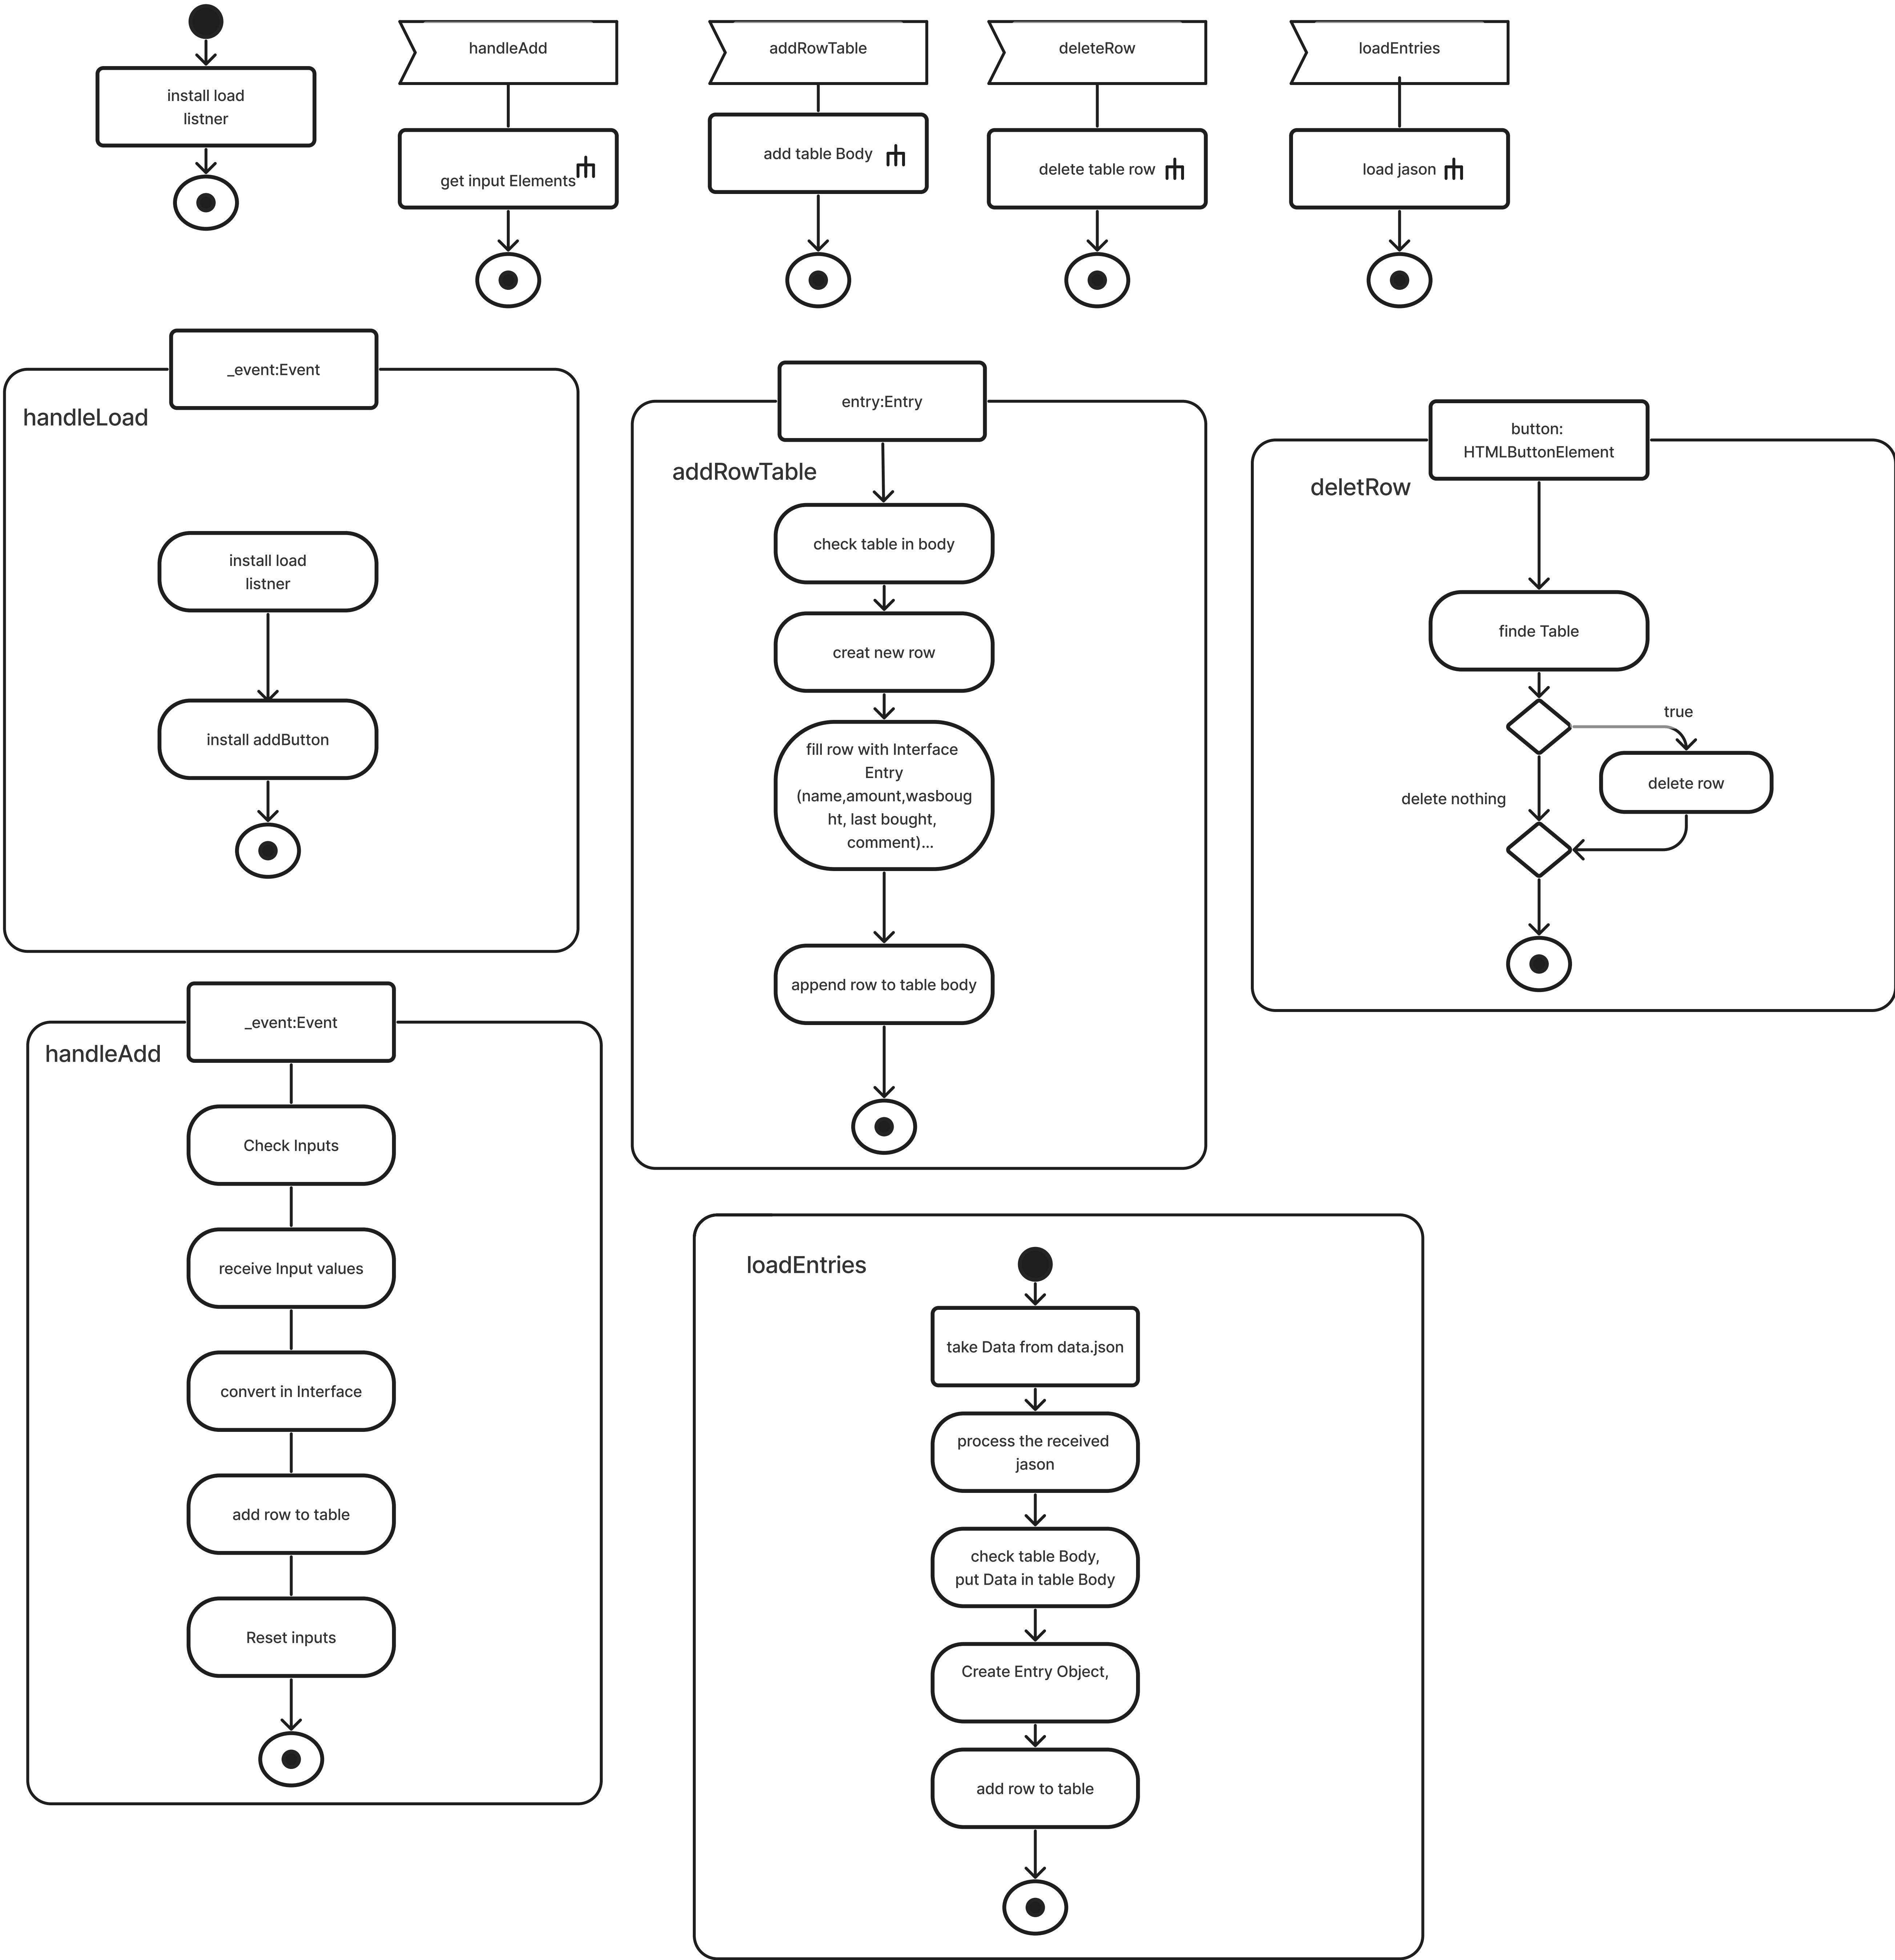 install load
listner
handleAdd
get input Elements
addRowTable
add table Body
deleteRow
delete table row
loadEntries
load jason
_event:Event
handleLoad
install load
listner
install addButton
entry:Entry
addRowTable
check table in body
creat new row
fill row with Interface
Entry
(name,amount,wasboug
ht, last bought,
comment)...
append row to table body
button:
HTMLButtonElement
deletRow
finde Table
true
delete row
delete nothing
_event:Event
handleAdd
Check Inputs
receive Input values
convert in Interface
add row to table
Reset inputs
loadEntries
take Data from data.json
process the received
jason
check table Body,
put Data in table Body
Create Entry Object,
add row to table